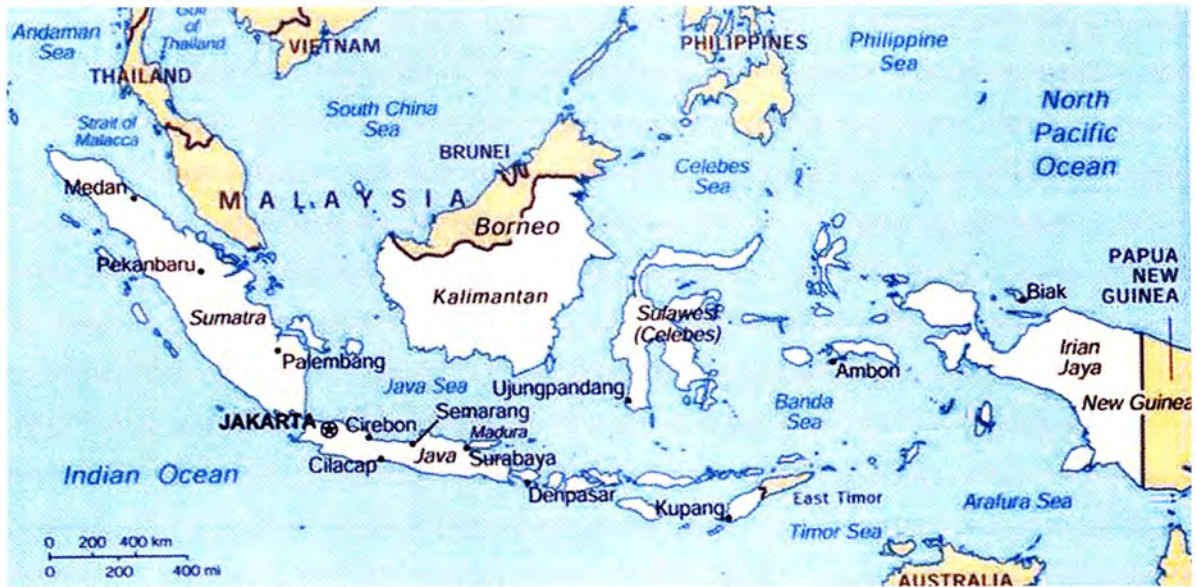 Andaman
Sea
Gulf
of
Thailand
VIETNAM
PHILIPPINES
Philippine
Sea
THAILAND
South China
Sea
North
Pacific
Ocean
Strait of
Malacca
BRUNEI
Celebes
Sea
Medan
MALAYSIA
Borneo
PAPUA
NEW
GUINEA
Pekanbaru
Kalimantan
Biak
Sumatra
Sulawesi
(Celebes)
Irian
Jaya
Palembang
Ambon
Java Sea
Ujungpandang
New Guinea
Banda
Sea
Semarang
JAKARTA
Cirebon
Madura
Java
Surabaya
Cilacap
Indian Ocean
Denpasar
East Timor
Kupang
Arafura Sea
Timor Sea
0 200 400 km
0 200 400 mi
AUSTRALIA